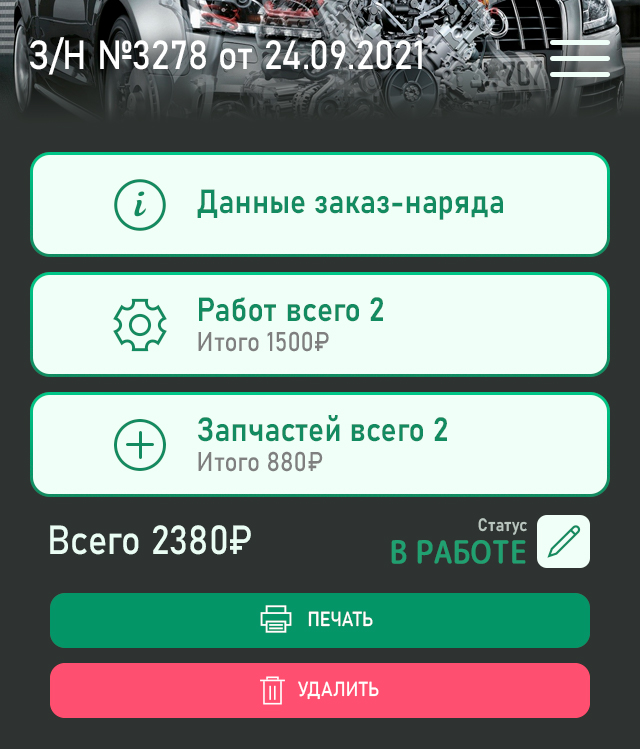 З/Н №3278 от 24.09.2021
707
Данные заказ-наряда
Работ всего 2
Итого 1500₽
Запчастей всего 2
Итого 880₽
Всего 2380₽
Статус
В РАБОТЕ
ПЕЧАТЬ
УДАЛИТЬ